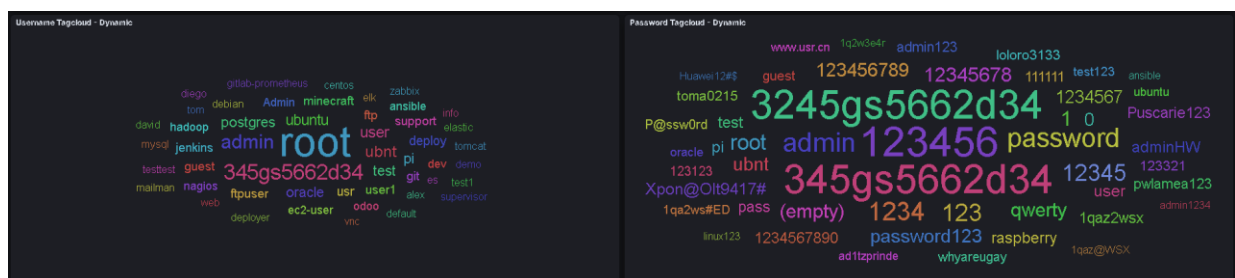 Username Tagcloud - Dynamic
gitlab-prometheus centos
diego zabbix
tom debian Admin minecraft elk ansible info
david hadoop postgres ubuntu ftp support elastic
mysql jenkins admin root user deploy tomcat
ubnt pi
testtest guest 345gs5662d34 test git dev demo
mailman nagios ftpuser oracle usr user1 es test1
web ec2-user odoo alex supervisor
deployer vnc default
Password Tagcloud - Dynamic
www.usr.cn 1q2w3e4r admin123 loloro3133
Huawei12#$ guest 123456789 12345678 111111 test123 ansible
toma0215 3245gs5662d34 1234567 ubuntu
P@ssw0rd test 1 0 Puscarie123
oracle pi root admin 123456 password adminHW
123123 ubnt 345gs5662d34 12345 123321
Xpon@Olt9417# user pwlamea123
1qa2ws#ED pass (empty) 1234 123 qwerty 1qaz2wsx admin1234
linux123 1234567890 password123 raspberry 1qaz@WSX
ad1tzprinde whyareugay